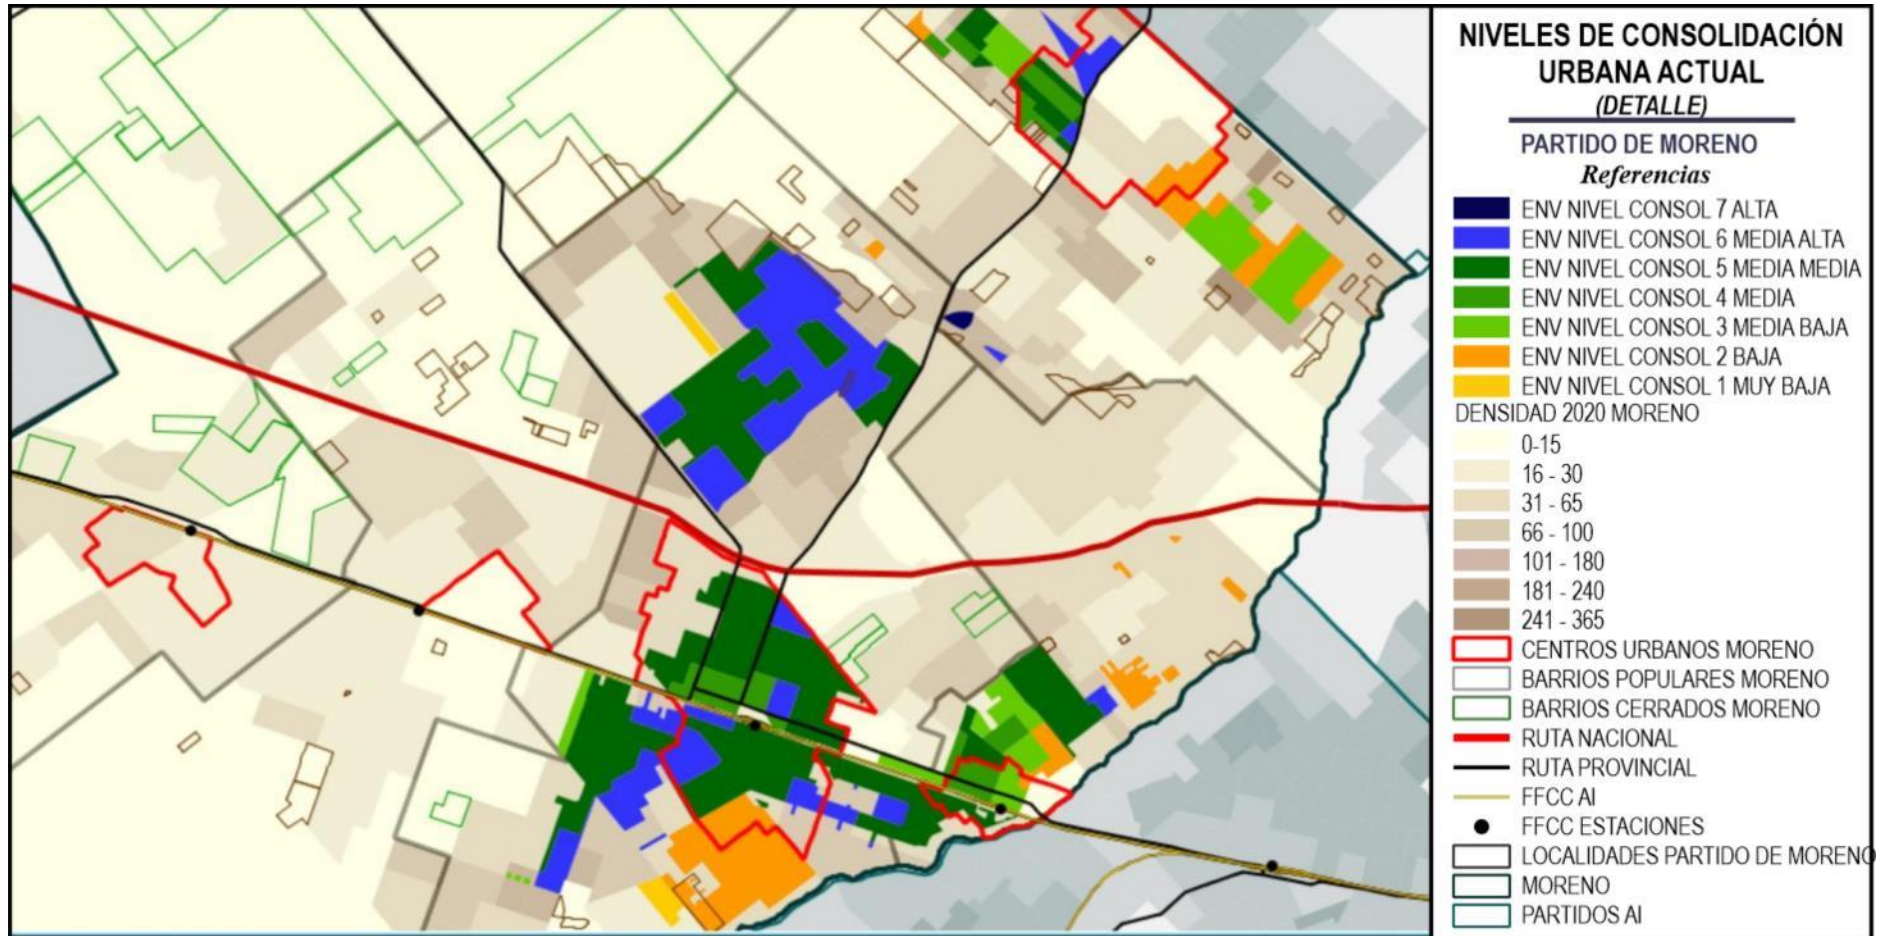 NIVELES DE CONSOLIDACIÓN
URBANA ACTUAL
(DETALLE)
PARTIDO DE MORENO
Referencias
ENV NIVEL CONSOL 7 ALTA
ENV NIVEL CONSOL 6 MEDIA ALTA
ENV NIVEL CONSOL 5 MEDIA MEDIA
ENV NIVEL CONSOL 4 MEDIA
ENV NIVEL CONSOL 3 MEDIA BAJA
ENV NIVEL CONSOL 2 BAJA
ENV NIVEL CONSOL 1 MUY BAJA
DENSIDAD 2020 MORENO
0-15
16 - 30
31 - 65
66 - 100
101 - 180
181 - 240
241 - 365
CENTROS URBANOS MORENO
BARRIOS POPULARES MORENO
BARRIOS CERRADOS MORENO
RUTA NACIONAL
RUTA PROVINCIAL
FFCC AI
FFCC ESTACIONES
LOCALIDADES PARTIDO DE MORENO
MORENO
PARTIDOS AI